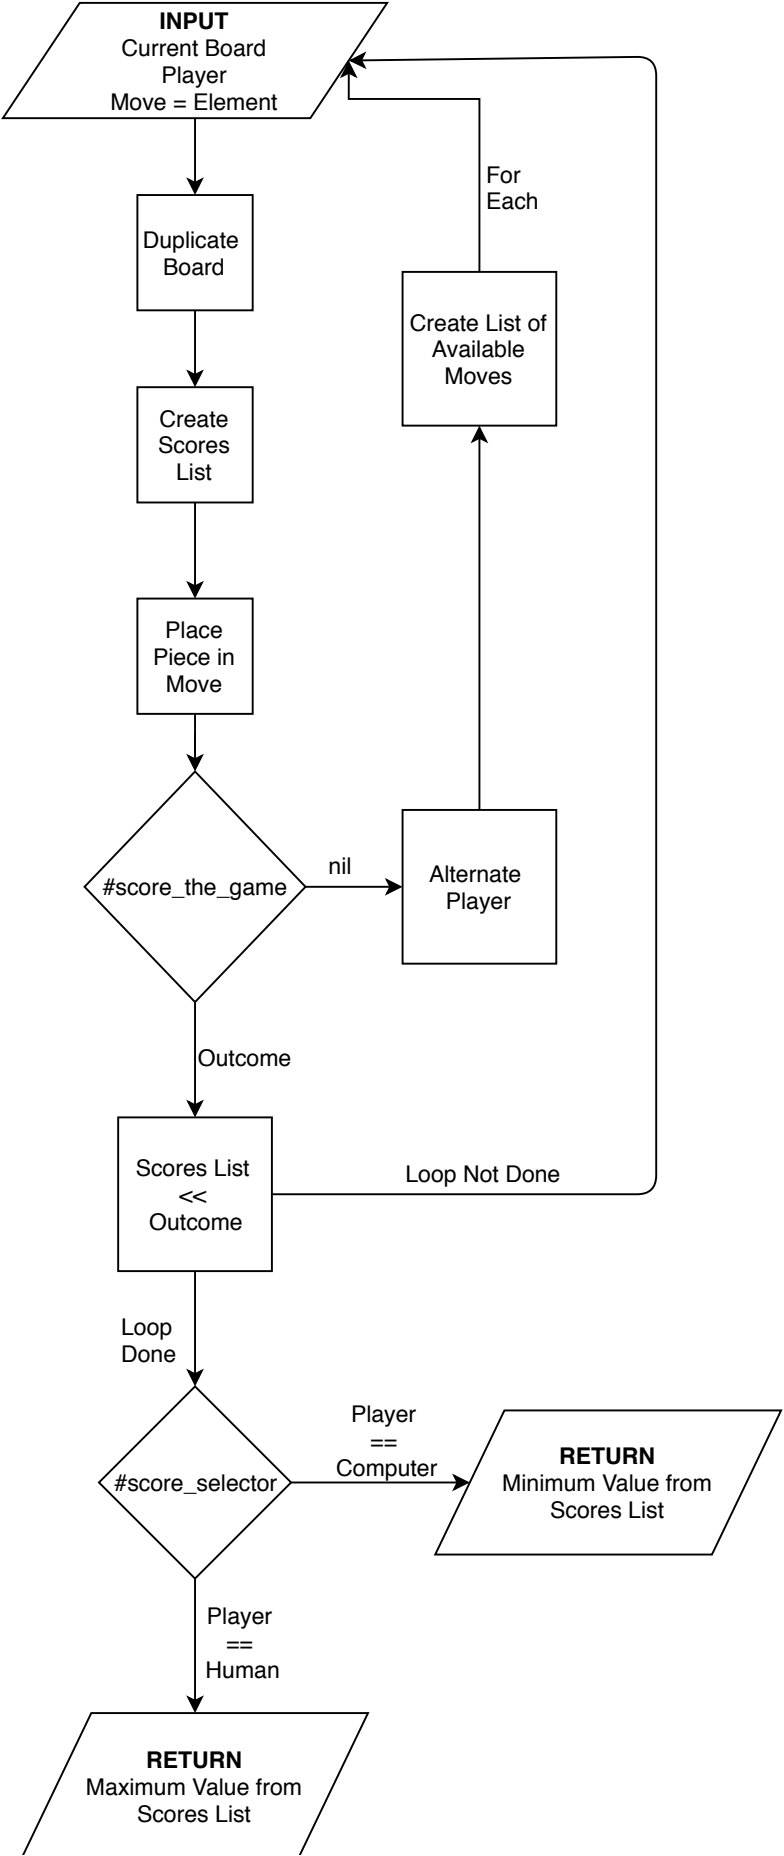 INPUT
Current Board
Player
Move = Element
For
Each
Duplicate
Board
Create List of
Available
Moves
Create
Scores
List
Place
Piece in
Move
#score_the_game
nil
Alternate
Player
Outcome
Scores List
<<
Outcome
Loop Not Done
Loop
Done
#score_selector
Player
==
Computer
RETURN
Minimum Value from
Scores List
Player
==
Human
RETURN
Maximum Value from
Scores List